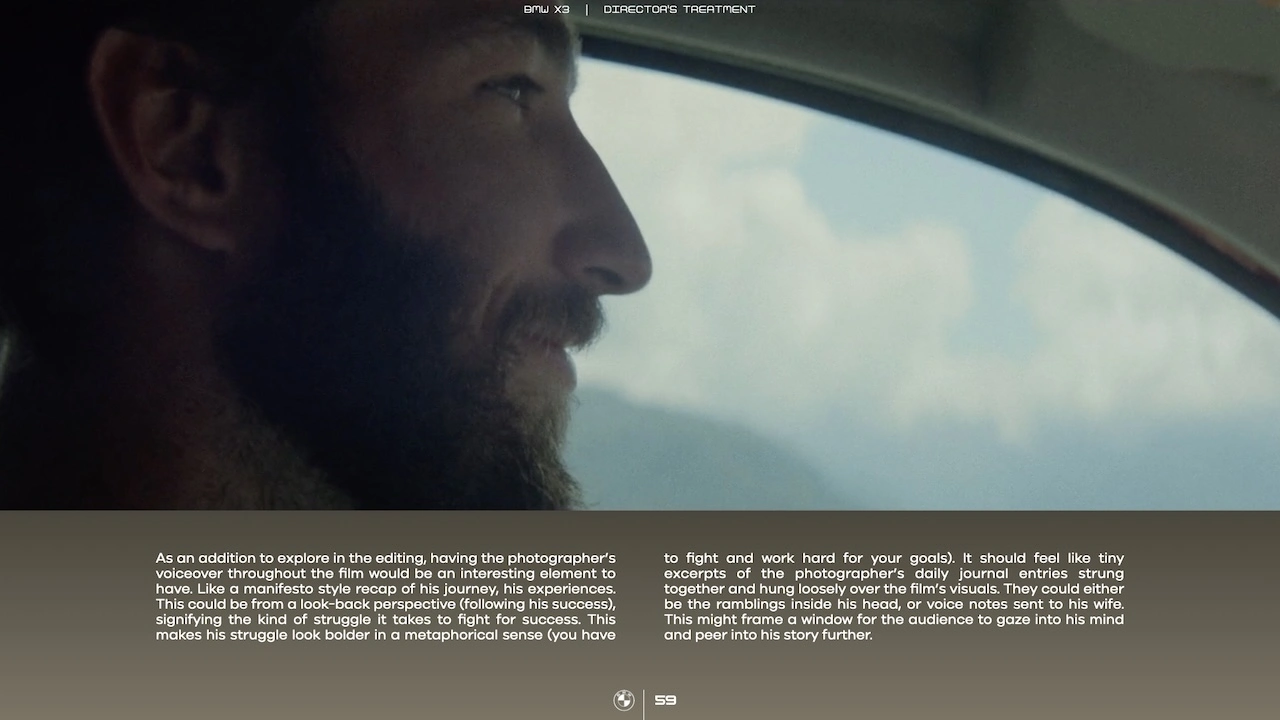 BMW X3 | DIRECTOR'S TREATMENT
As an addition to explore in the editing, having the photographer's
voiceover throughout the film would be an interesting element to
have. Like a manifesto style recap of his journey, his experiences.
This could be from a look-back perspective (following his success),
signifying the kind of struggle it takes to fight for success. This
makes his struggle look bolder in a metaphorical sense (you have
to fight and work hard for your goals). It should feel like tiny
excerpts of the photographer's daily journal entries strung
together and hung loosely over the film's visuals. They could either
be the ramblings inside his head, or voice notes sent to his wife.
This might frame a window for the audience to gaze into his mind
and peer into his story further.
59